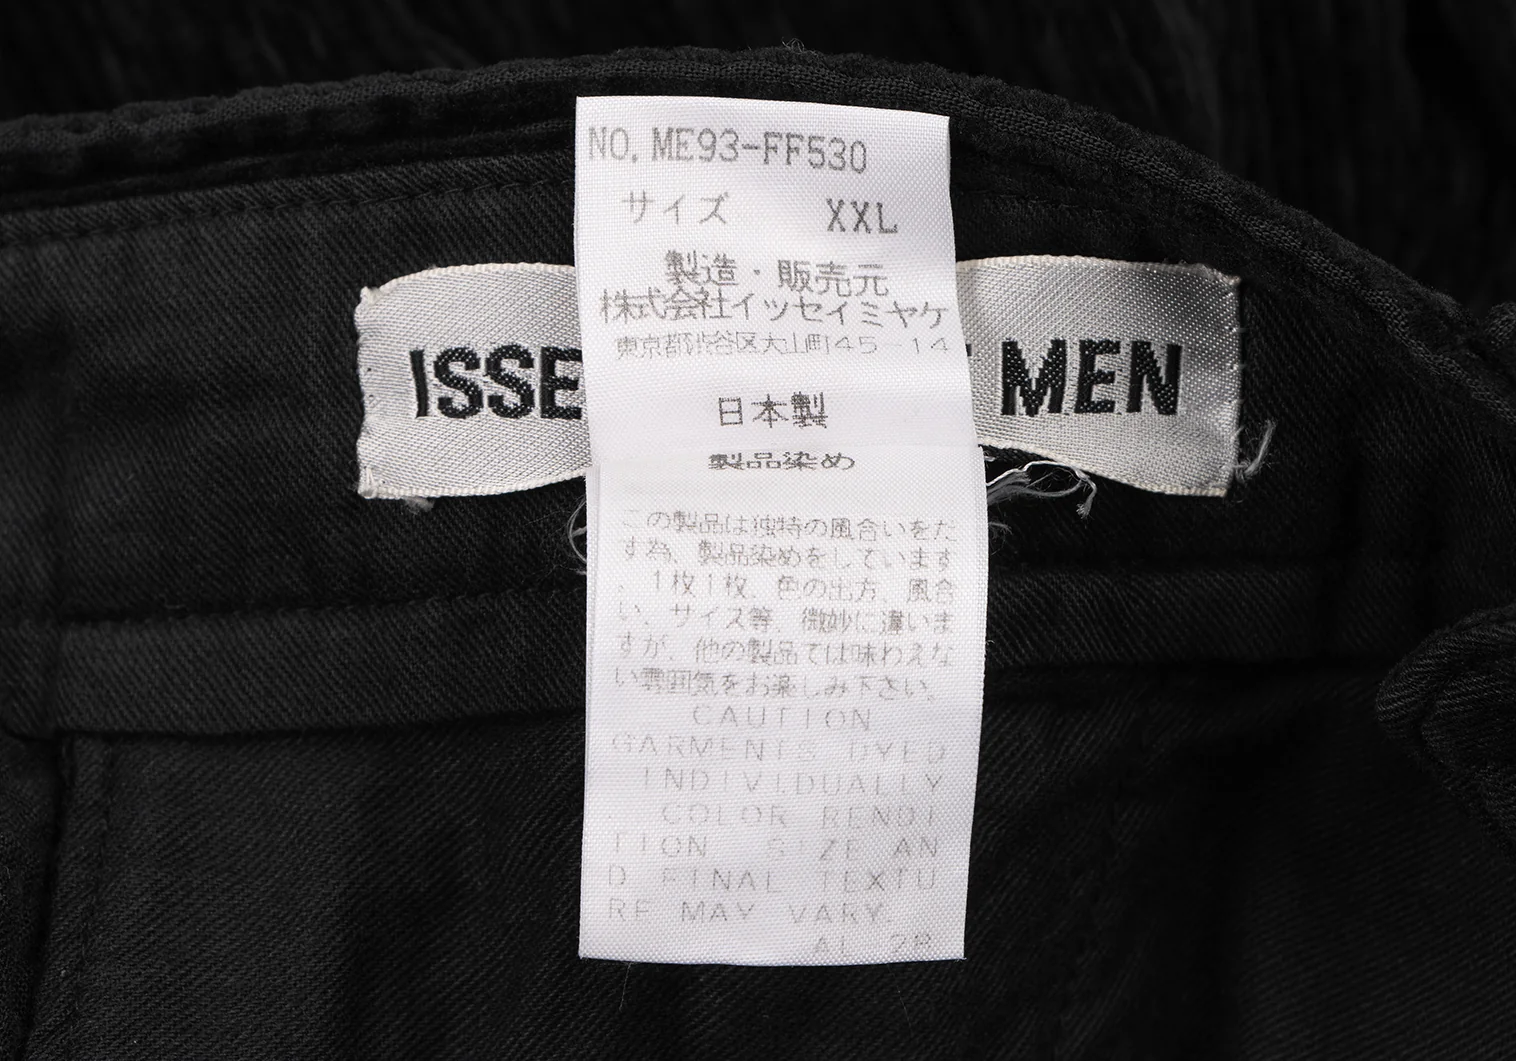 NO. ME93-FF530
サイズ XXL
製造・販売元
株式会社イッセイミヤケ
東京都渋谷区大山町45-14
ISSE MEN
日本製
製品染め
この製品は独特の風合いをだ
す為、製品染めをしています
。1枚1枚、色の出方、風合
い、サイズ等、微妙に違いま
すが、他の製品では味わえな
い雰囲気をお楽しみ下さい。
CAUTION
GARMENTS DYED
INDIVIDUALLY
COLOR RENDI
TION SIZE AN
D FINAL TEXTU
RE MAY VARY.
AL 2R